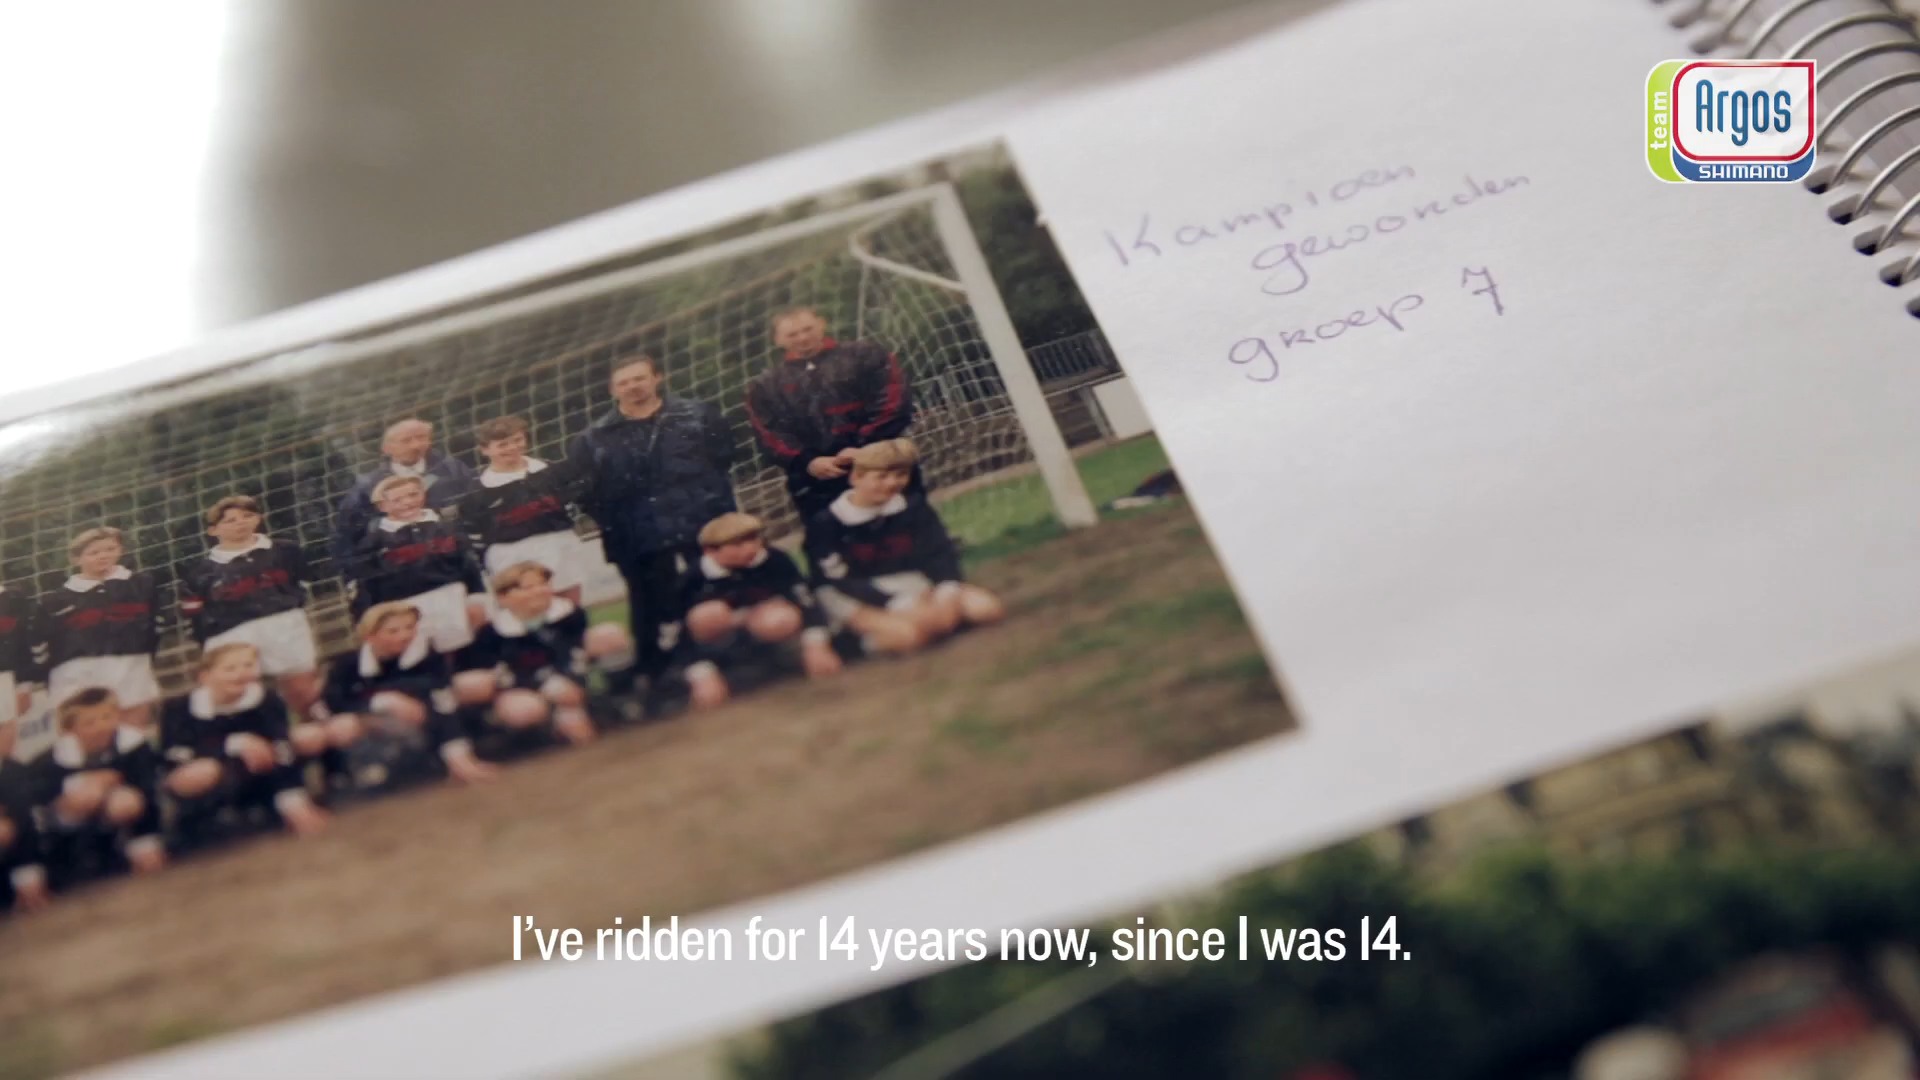 team
Argos
SHIMANO
Kampioen
geworden
groep 7
I've ridden for 14 years now, since I was 14.